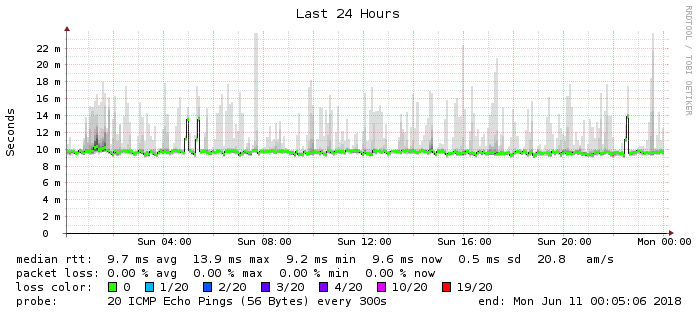 Last 24 Hours
RRDTOOL / TOBI OETIKER
Seconds
22 m
20 m
18 m
16 m
14 m
12 m
10 m
8 m
6 m
4 m
2 m
0
Sun 04:00 Sun 08:00 Sun 12:00 Sun 16:00 Sun 20:00 Mon 00:00
median rtt: 9.7 ms avg 13.9 ms max 9.2 ms min 9.6 ms now 0.5 ms sd 20.8 am/s
packet loss: 0.00 % avg 0.00 % max 0.00 % min 0.00 % now
loss color: 0 1/20 2/20 3/20 4/20 10/20 19/20
probe: 20 ICMP Echo Pings (56 Bytes) every 300s end: Mon Jun 11 00:05:06 2018